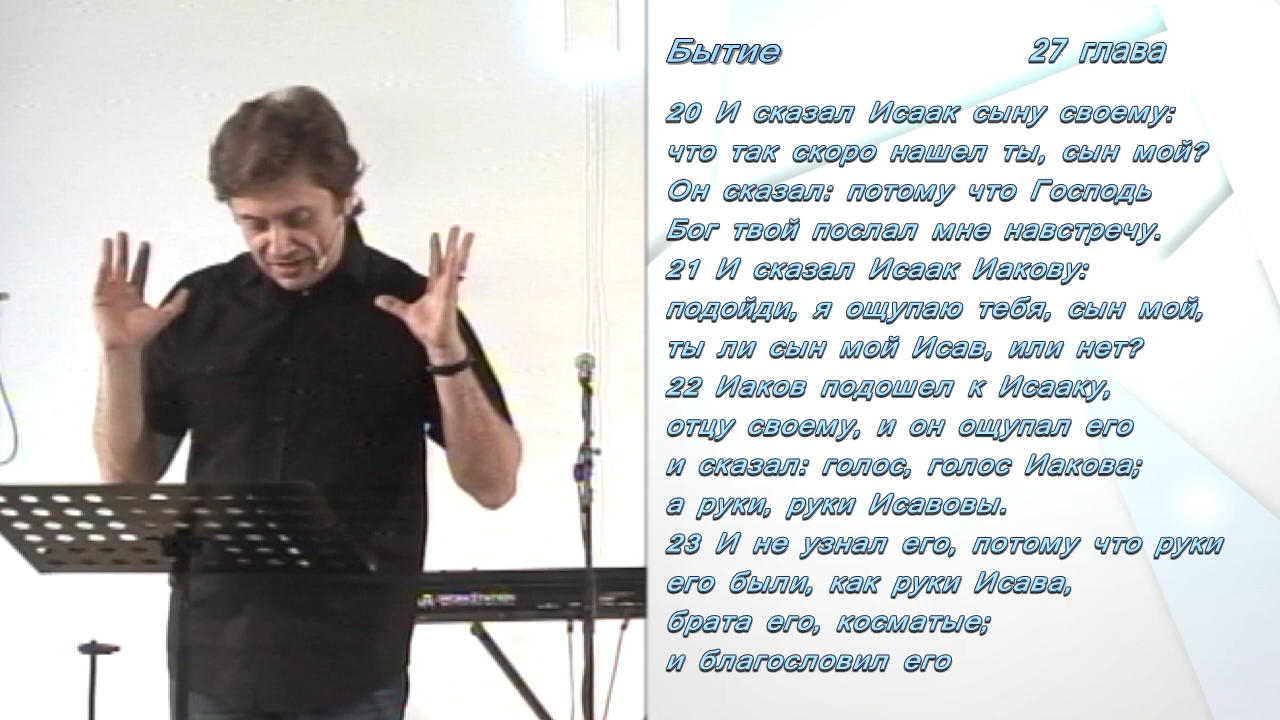 Бытие 27 глава
20 И сказал Исаак сыну своему:
что так скоро нашел ты, сын мой?
Он сказал: потому что Господь
Бог твой послал мне навстречу.
21 И сказал Исаак Иакову:
подойди, я ощупаю тебя, сын мой,
ты ли сын мой Исав, или нет?
22 Иаков подошел к Исааку,
отцу своему, и он ощупал его
и сказал: голос, голос Иакова;
а руки, руки Исавовы.
23 И не узнал его, потому что руки
его были, как руки Исава,
брата его, косматые;
и благословил его